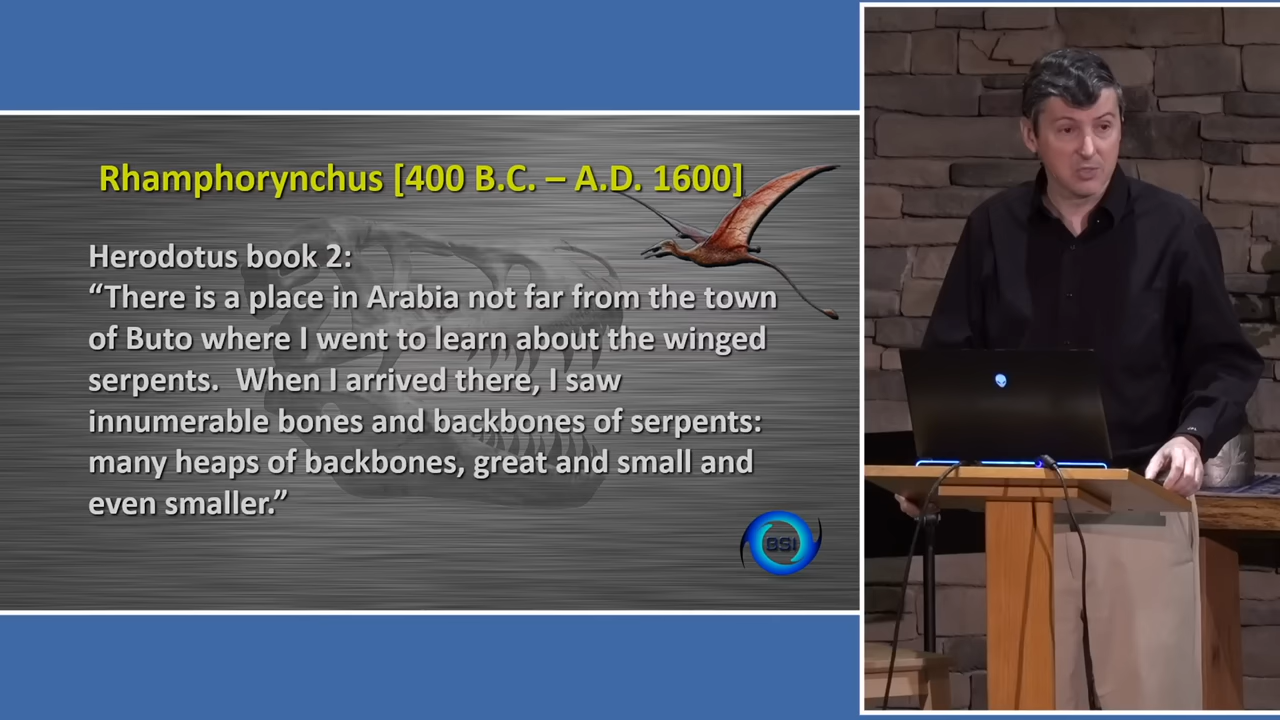 Rhamphorynchus [400 B.C. – A.D. 1600]
Herodotus book 2:
“There is a place in Arabia not far from the town
of Buto where I went to learn about the winged
serpents.  When I arrived there, I saw
innumerable bones and backbones of serpents:
many heaps of backbones, great and small and
even smaller.”
GSI